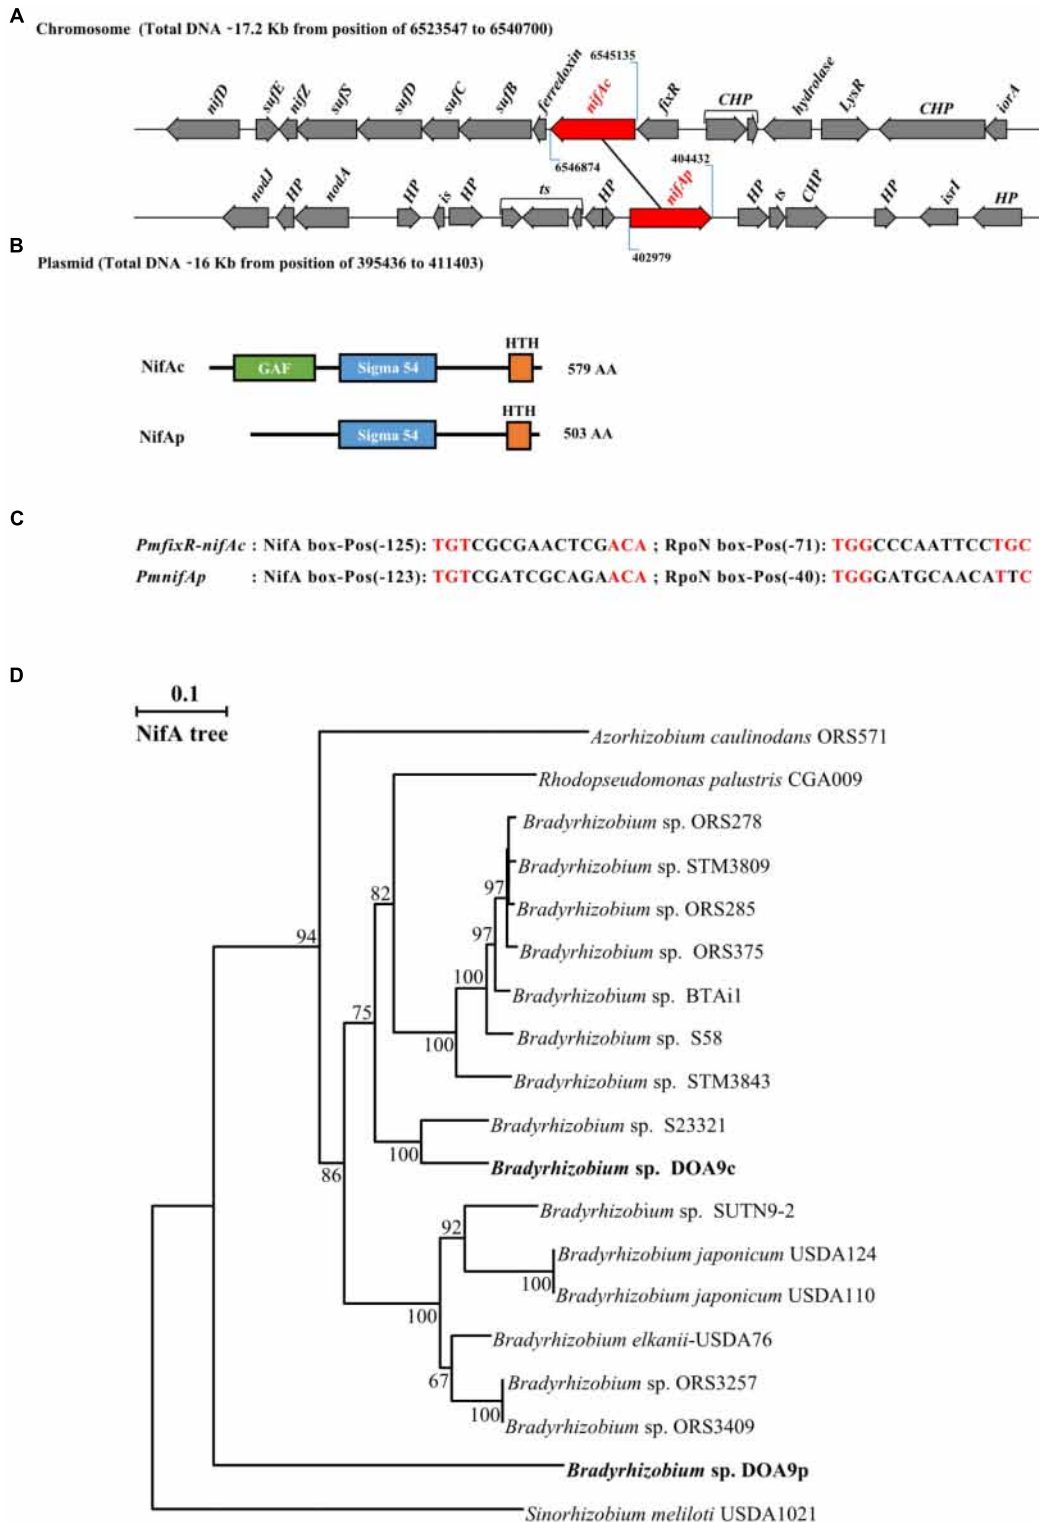 A
Chromosome (Total DNA ~17.2 Kb from position of 6523547 to 6540700)
nifD sufE nifZ sufS sufD sufC sufB ferredoxin nifAc fixR CHP hydrolase LysR CHP iorA
6545135
6546874
404432
nodJ HP nodA HP is HP ts HP nifAp HP ts CHP HP isrI HP
402979
B
Plasmid (Total DNA ~16 Kb from position of 395436 to 411403)
HTH
NifAc GAF Sigma 54 579 AA
HTH
NifAp Sigma 54 503 AA
C
PmfixR-nifAc : NifA box-Pos(-125): TGTCGCGAACTCGACA ; RpoN box-Pos(-71): TGGCCCAATTCCTGC
PmnifAp : NifA box-Pos(-123): TGTCGATCGCAGAACA ; RpoN box-Pos(-40): TGGGATGCAACATTC
D
0.1
NifA tree
Azorhizobium caulinodans ORS571
Rhodopseudomonas palustris CGA009
Bradyrhizobium sp. ORS278
Bradyrhizobium sp. STM3809
97
82
Bradyrhizobium sp. ORS285
94
97
Bradyrhizobium sp. ORS375
100
Bradyrhizobium sp. BTAi1
75
Bradyrhizobium sp. S58
100
Bradyrhizobium sp. STM3843
Bradyrhizobium sp. S23321
100
Bradyrhizobium sp. DOA9c
86
Bradyrhizobium sp. SUTN9-2
92
Bradyrhizobium japonicum USDA124
100
Bradyrhizobium japonicum USDA110
100
Bradyrhizobium elkanii-USDA76
67
Bradyrhizobium sp. ORS3257
100
Bradyrhizobium sp. ORS3409
Bradyrhizobium sp. DOA9p
Sinorhizobium meliloti USDA1021